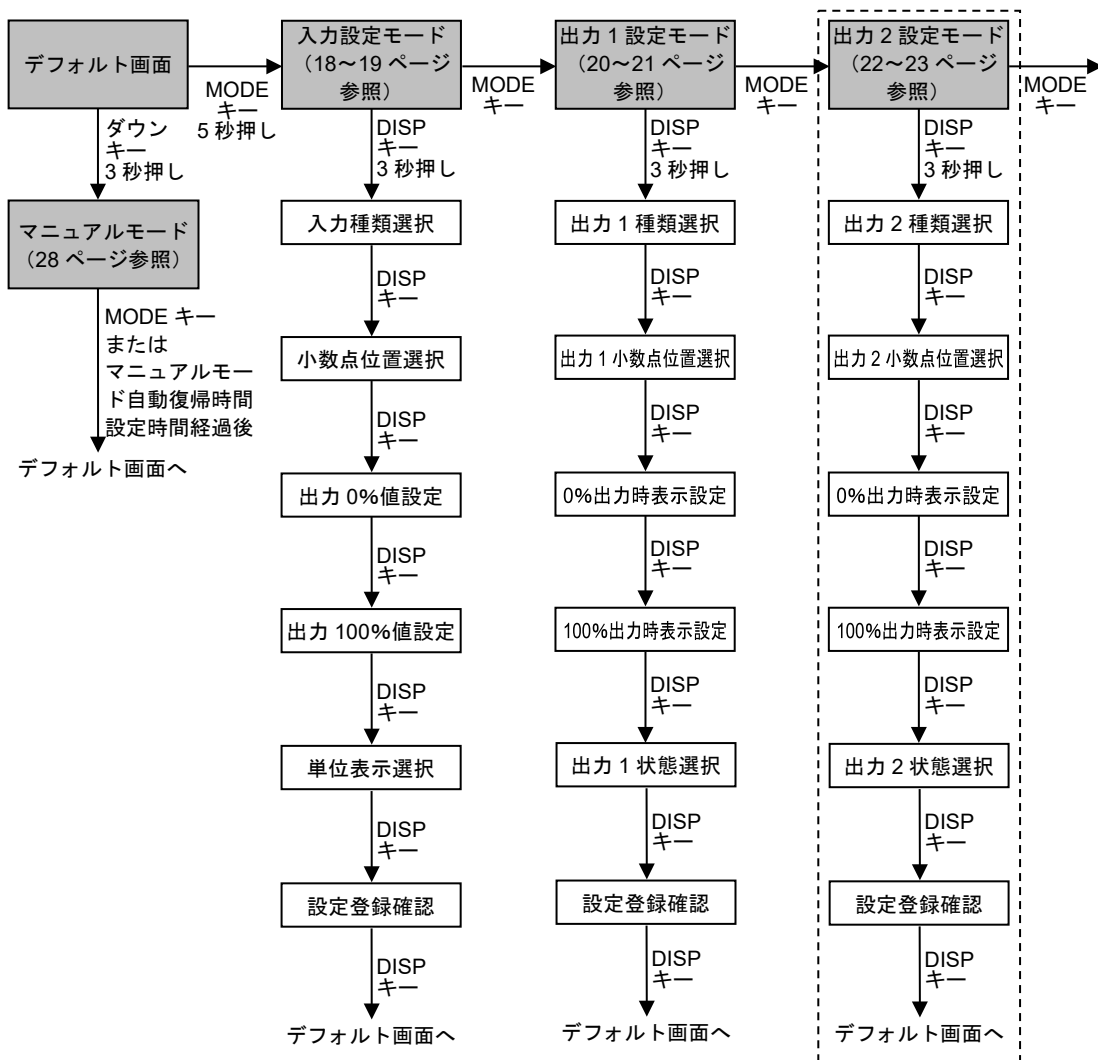 デフォルト画面
MODE
キー
5 秒押し
ダウン
キー
3 秒押し
マニュアルモード
（28 ページ参照）
MODE キー
または
マニュアルモー
ド自動復帰時間
設定時間経過後
デフォルト画面へ
入力設定モード
（18～19 ページ
参照）
MODE
キー
DISP
キー
3 秒押し
入力種類選択
DISP
キー
小数点位置選択
DISP
キー
出力 0%値設定
DISP
キー
出力 100%値設定
DISP
キー
単位表示選択
DISP
キー
設定登録確認
DISP
キー
デフォルト画面へ
出力 1 設定モード
（20～21 ページ
参照）
MODE
キー
DISP
キー
3 秒押し
出力 1 種類選択
DISP
キー
出力 1 小数点位置選択
DISP
キー
0%出力時表示設定
DISP
キー
100%出力時表示設定
DISP
キー
出力 1 状態選択
DISP
キー
設定登録確認
DISP
キー
デフォルト画面へ
出力 2 設定モード
（22～23 ページ
参照）
MODE
キー
DISP
キー
3 秒押し
出力 2 種類選択
DISP
キー
出力 2 小数点位置選択
DISP
キー
0%出力時表示設定
DISP
キー
100%出力時表示設定
DISP
キー
出力 2 状態選択
DISP
キー
設定登録確認
DISP
キー
デフォルト画面へ